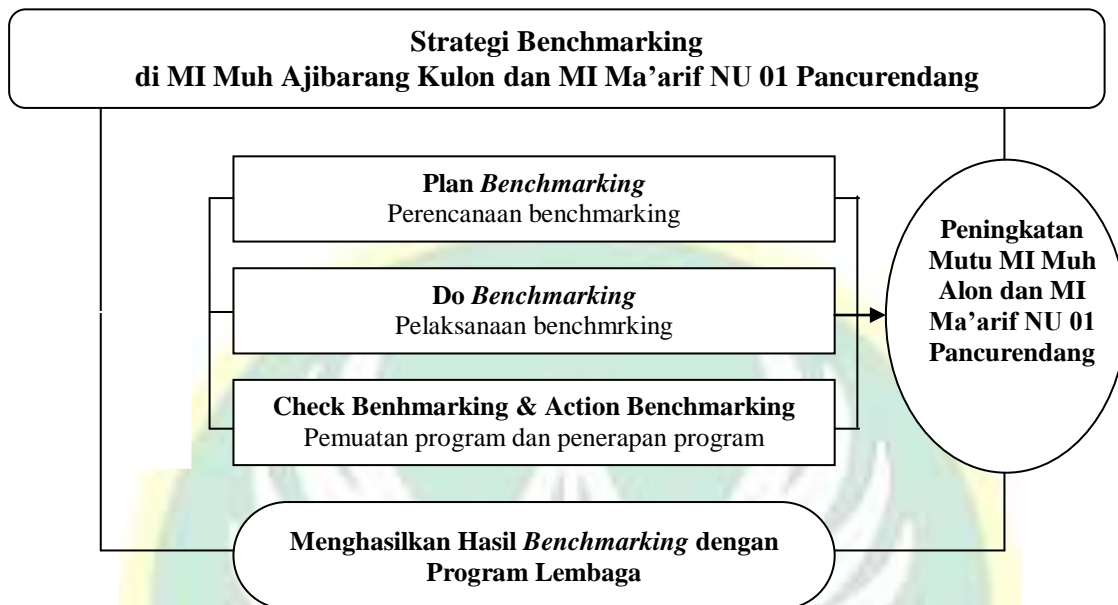 Strategi Benchmarking
di MI Muh Ajibarang Kulon dan MI Ma’arif NU 01 Pancurendang
Plan Benchmarking
Perencanaan benchmarking
Do Benchmarking
Pelaksanaan benchmrking
Check Benhmarking & Action Benchmarking
Pemuatan program dan penerapan program
Peningkatan
Mutu MI Muh
Alon dan MI
Ma’arif NU 01
Pancurendang
Menghasilkan Hasil Benchmarking dengan
Program Lembaga